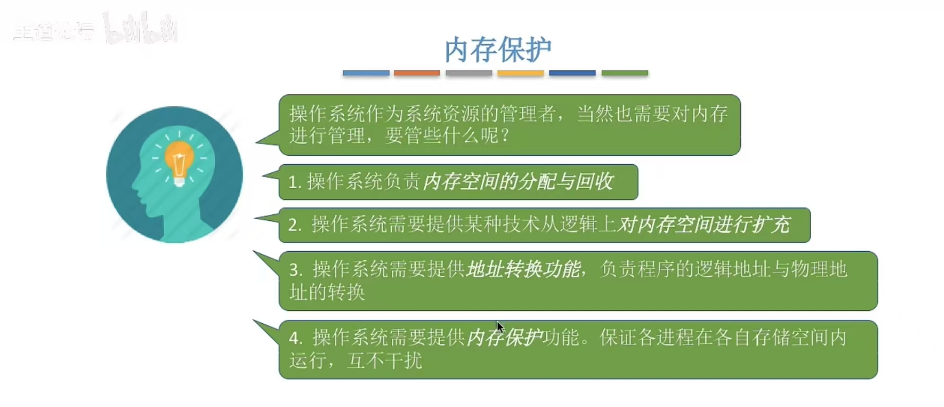 bilibili
内存保护
操作系统作为系统资源的管理者，当然也需要对内存
进行管理，要管些什么呢？
1. 操作系统负责内存空间的分配与回收
2. 操作系统需要提供某种技术从逻辑上对内存空间进行扩充
3. 操作系统需要提供地址转换功能，负责程序的逻辑地址与物理地
址的转换
4. 操作系统需要提供内存保护功能。保证各进程在各自存储空间内
运行，互不干扰